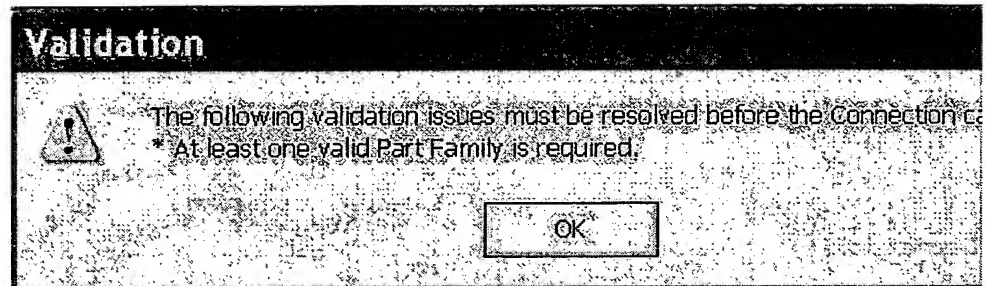 Validation
The following validation issues must be resolved before the Connection
* At least one valid Part Family is required.
OK